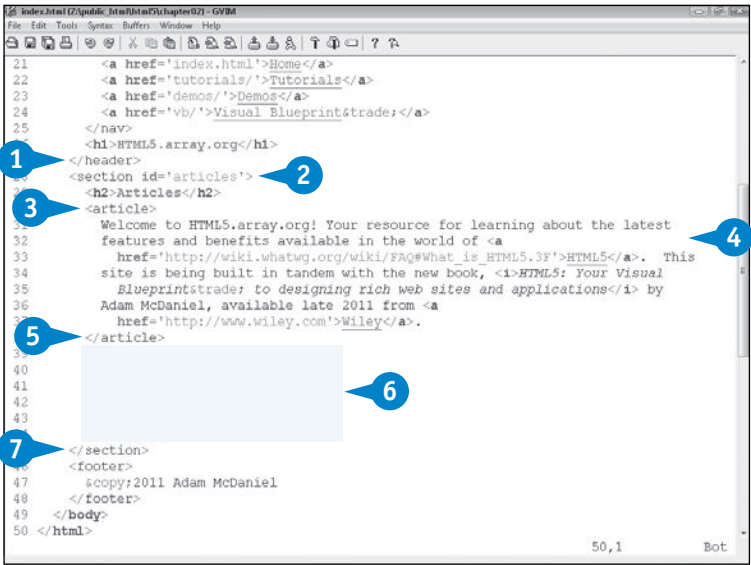 index.html (Z:\public_html\html5\chapter02) - GVIM
File Edit Tools Syntax Buffers Window Help
21 <a href='index.html'>Home</a>
22 <a href='tutorials/'>Tutorials</a>
23 <a href='demos/'>Demos</a>
24 <a href='vb/'>Visual Blueprint&trade;</a>
25 </nav>
<h1>HTML5.array.org</h1>
1 </header>
<section id='articles'> 2
<h2>Articles</h2>
3 <article>
Welcome to HTML5.array.org! Your resource for learning about the latest
32 features and benefits available in the world of <a 4
33 href='http://wiki.whatwg.org/wiki/FAQ#What_is_HTML5.3F'>HTML5</a>. This
34 site is being built in tandem with the new book, <i>HTML5: Your Visual
35 Blueprint&trade; to designing rich web sites and applications</i> by
36 Adam McDaniel, available late 2011 from <a
href='http://www.wiley.com'>Wiley</a>.
5 </article>
39
40
41 6
42
43
7 </section>
<footer>
47 &copy;2011 Adam McDaniel
48 </footer>
49 </body>
50 </html>
50,1 Bot